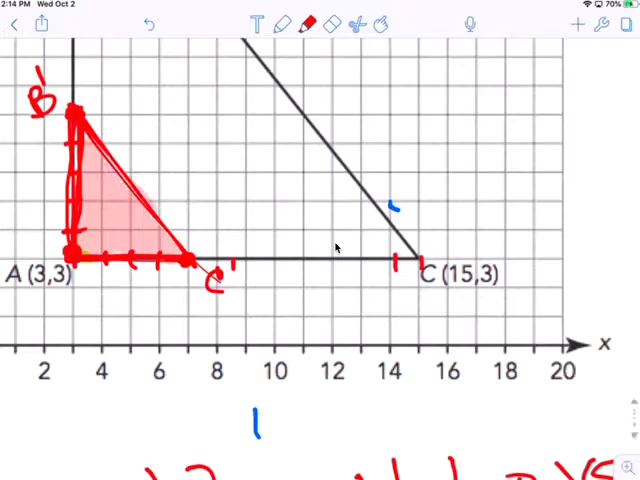 2:14 PM Wed Oct 2
70%
T
B'
A (3,3)
C'
C (15,3)
x
2 4 6 8 10 12 14 16 18 20